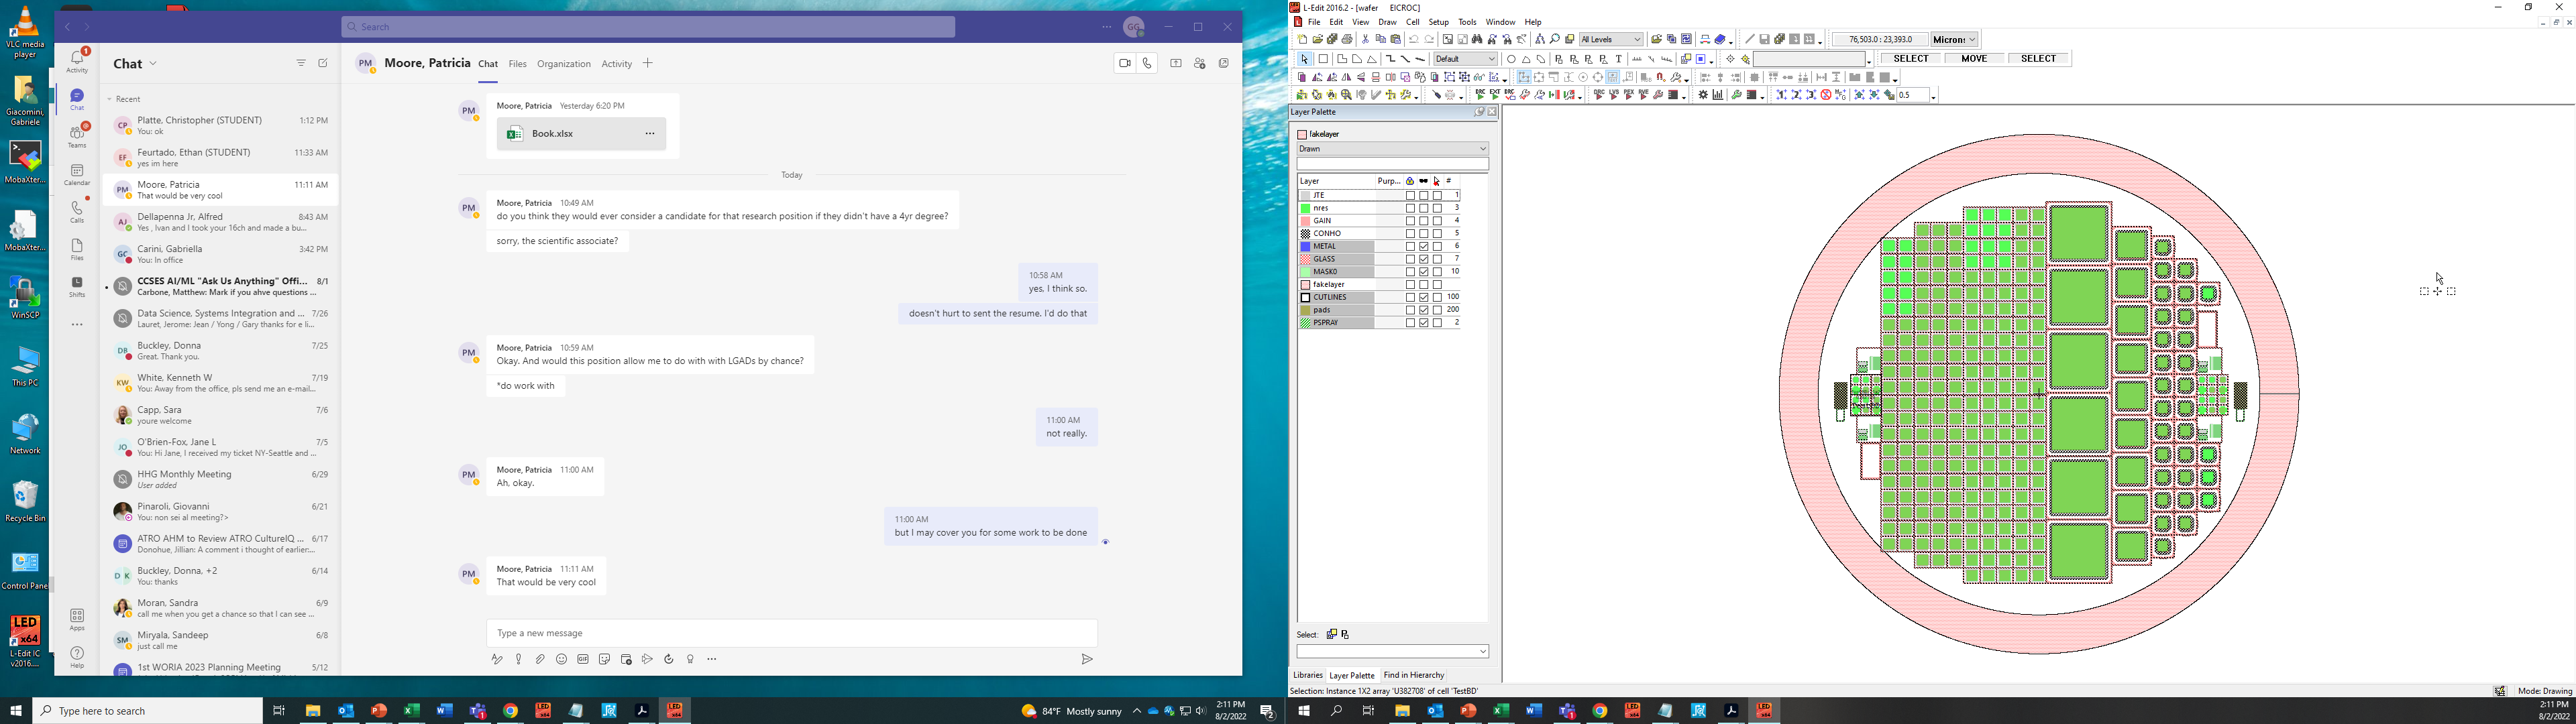 VLC media
player
Giacomini,
Gabriele
MobaXter...
MobaXter...
WinSCP
This PC
Network
Recycle Bin
Control Panel
L-Edit IC
v2016....
Search
GG
Activity
Chat
Teams
Calendar
Calls
Files
Shifts
Apps
Help
Chat
Recent
CP
Platte, Christopher (STUDENT)
1:12 PM
You: ok
EF
Feurtado, Ethan (STUDENT)
11:33 AM
yes im here
PM
Moore, Patricia
11:11 AM
That would be very cool
AJ
Dellapenna Jr, Alfred
8:43 AM
Yes , Ivan and I took your 16ch and made a bu...
GC
Carini, Gabriella
3:42 PM
You: In office
CCSES AI/ML "Ask Us Anything" Offi...
8/1
Carbone, Matthew: Mark if you ahve questions ...
Data Science, Systems Integration and ...
7/26
Lauret, Jerome: Jean / Yong / Gary thanks for e li...
DB
Buckley, Donna
7/25
Great. Thank you.
KW
White, Kenneth W
7/19
You: Away from the office, pls send me an e-mail...
Capp, Sara
7/6
youre welcome
JO
O'Brien-Fox, Jane L
7/5
You: Hi Jane, I received my ticket NY-Seattle and ...
HHG Monthly Meeting
6/29
User added
Pinaroli, Giovanni
6/21
You: non sei al meeting?>
ATRO AHM to Review ATRO CultureIQ ...
6/17
Donohue, Jillian: A comment i thought of earlier:...
D K
Buckley, Donna, +2
6/14
You: thanks
Moran, Sandra
6/9
call me when you get a chance so that I can see ...
SM
Miryala, Sandeep
6/8
just call me
1st WORIA 2023 Planning Meeting
5/12
PM
Moore, Patricia
Chat
Files
Organization
Activity
Moore, Patricia Yesterday 6:20 PM
Book.xlsx
Today
Moore, Patricia 10:49 AM
do you think they would ever consider a candidate for that research position if they didn't have a 4yr degree?
sorry, the scientific associate?
10:58 AM
yes, I think so.
doesn't hurt to sent the resume. I'd do that
Moore, Patricia 10:59 AM
Okay. And would this position allow me to do with with LGADs by chance?
*do work with
11:00 AM
not really.
Moore, Patricia 11:00 AM
Ah, okay.
11:00 AM
but I may cover you for some work to be done
Moore, Patricia 11:11 AM
That would be very cool
Type a new message
Type here to search
84°F Mostly sunny
2:11 PM
8/2/2022
L-Edit 2016.2 - [wafer EICROC]
File Edit View Draw Cell Setup Tools Window Help
All Levels
76,503.0 : 23,393.0
Micron:
Default
SELECT
MOVE
SELECT
0.5
Layer Palette
fakelayer
Drawn
Layer Purp... #
JTE 1
nres 3
GAIN 4
CONHO 5
METAL 6
GLASS 7
MASK0 10
fakelayer
CUTLINES 100
pads 200
PSPRAY 2
Select:
Libraries Layer Palette Find in Hierarchy
Selection: Instance 1X2 array 'U382708' of cell 'TestBD'
Mode: Drawing
2:11 PM
8/2/2022